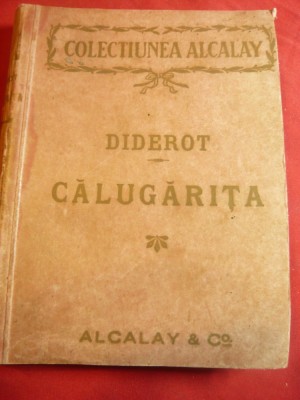 COLECTIUNEA ALCALAY
DIDEROT
CĂLUGĂRIȚA
ALCALAY & Co.